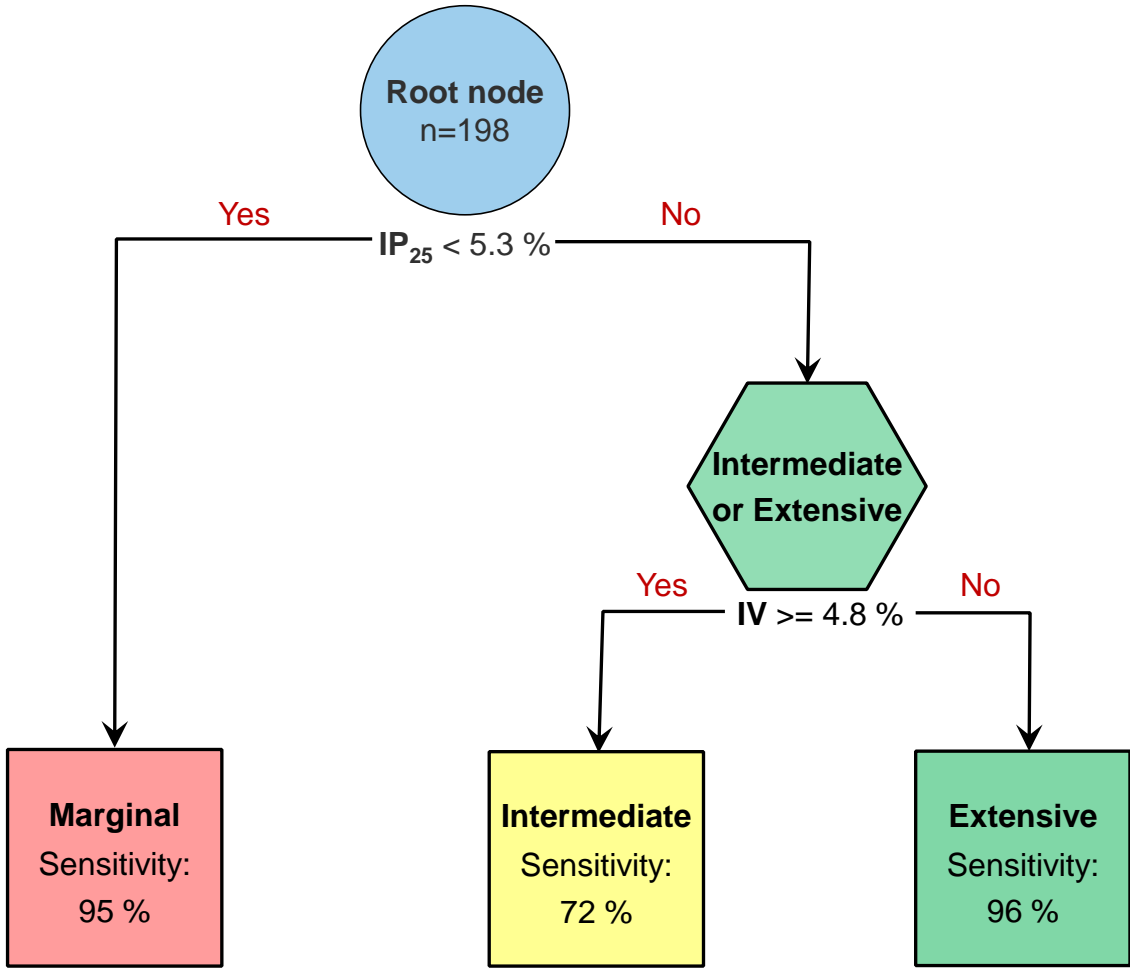 Root node
n=198
Yes
No
IP₂₅ < 5.3 %
Intermediate
or Extensive
Yes
No
IV >= 4.8 %
Marginal
Sensitivity:
95 %
Intermediate
Sensitivity:
72 %
Extensive
Sensitivity:
96 %